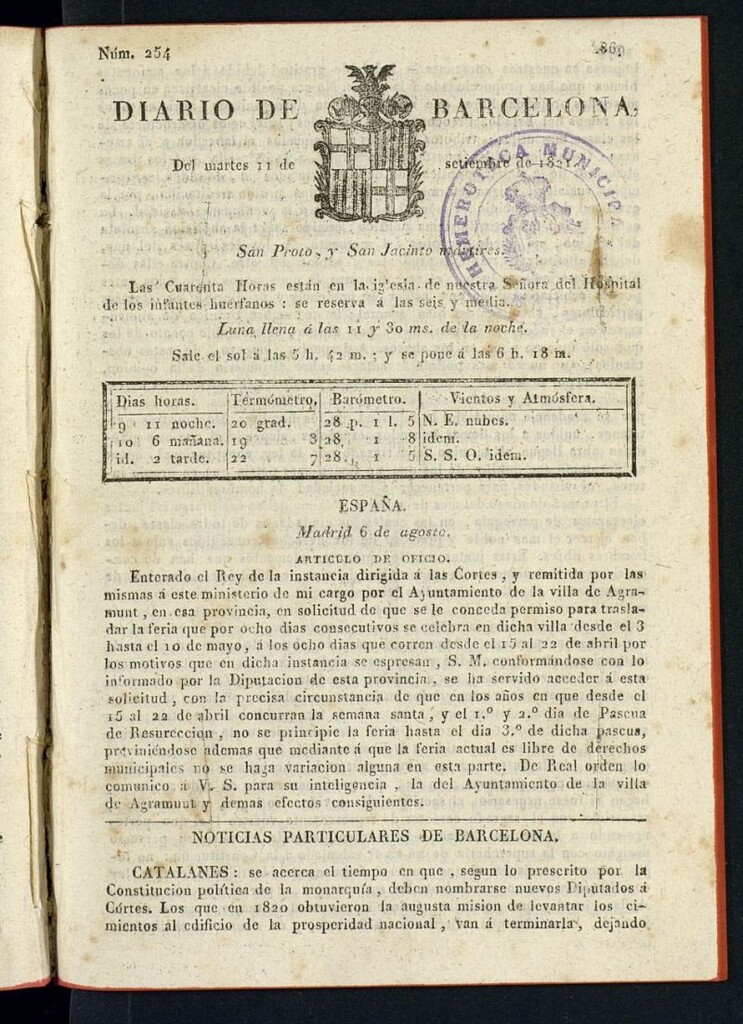 Núm. 254
DIARIO DE BARCELONA,
Del martes 11 de setiembre de 1821.
HEMEROTECA MUNICIPA
San Proto, y San Jacinto mártires.
Las Cuarenta Horas están en la iglesia de nuestra Señora del Hospital
de los infantes huerfanos : se reserva á las seis y media.
Luna llena á las 11 y 30 ms. de la noche.
Sale el sol á las 5 h. 42 m. ; y se pone á las 6 h. 18 m.
Dias horas. Termómetro. Barómetro. Vientos y Atmósfera.
9 11 noche. 20 grad. 28 p. 1 l. 5 N. E. nubes.
10 6 mañana. 19 3 28, 1 8 idem.
id. 2 tarde. 22 7 28., 1 5 S. S. O. idem.
ESPAÑA.
Madrid 6 de agosto.
ARTICULO DE OFICIO.
Enterado el Rey de la instancia dirigida á las Cortes, y remitida por las
mismas á este ministerio de mi cargo por el Ayuntamiento de la villa de Agra-
munt, en esa provincia, en solicitud de que se le conceda permiso para trasla-
dar la feria que por ocho dias consecutivos se celebra en dicha villa desde el 3
hasta el 10 de mayo, á los ocho dias que corren desde el 15 al 22 de abril por
los motivos que en dicha instancia se espresan, S. M. conformándose con lo
informado por la Diputacion de esta provincia, se ha servido acceder á esta
solicitud, con la precisa circunstancia de que en los años en que desde el
15 al 22 de abril concurran la semana santa, y el 1.º y 2.º dia de Pascua
de Resureccion, no se principie la feria hasta el dia 3.º de dicha pascua,
previniéndose ademas que mediante á que la feria actual es libre de derechos
municipales no se haga variacion alguna en esta parte. De Real orden lo
comunico á V. S. para su inteligencia, la del Ayuntamiento de la villa
de Agramunt y demas efectos consiguientes.
NOTICIAS PARTICULARES DE BARCELONA.
CATALANES : se acerca el tiempo en que, segun lo prescrito por la
Constitucion política de la monarquía, deben nombrarse nuevos Diputados á
Córtes. Los que en 1820 obtuvieron la augusta mision de levantar los ci-
mientos al edificio de la prosperidad nacional, van á terminarla, dejando